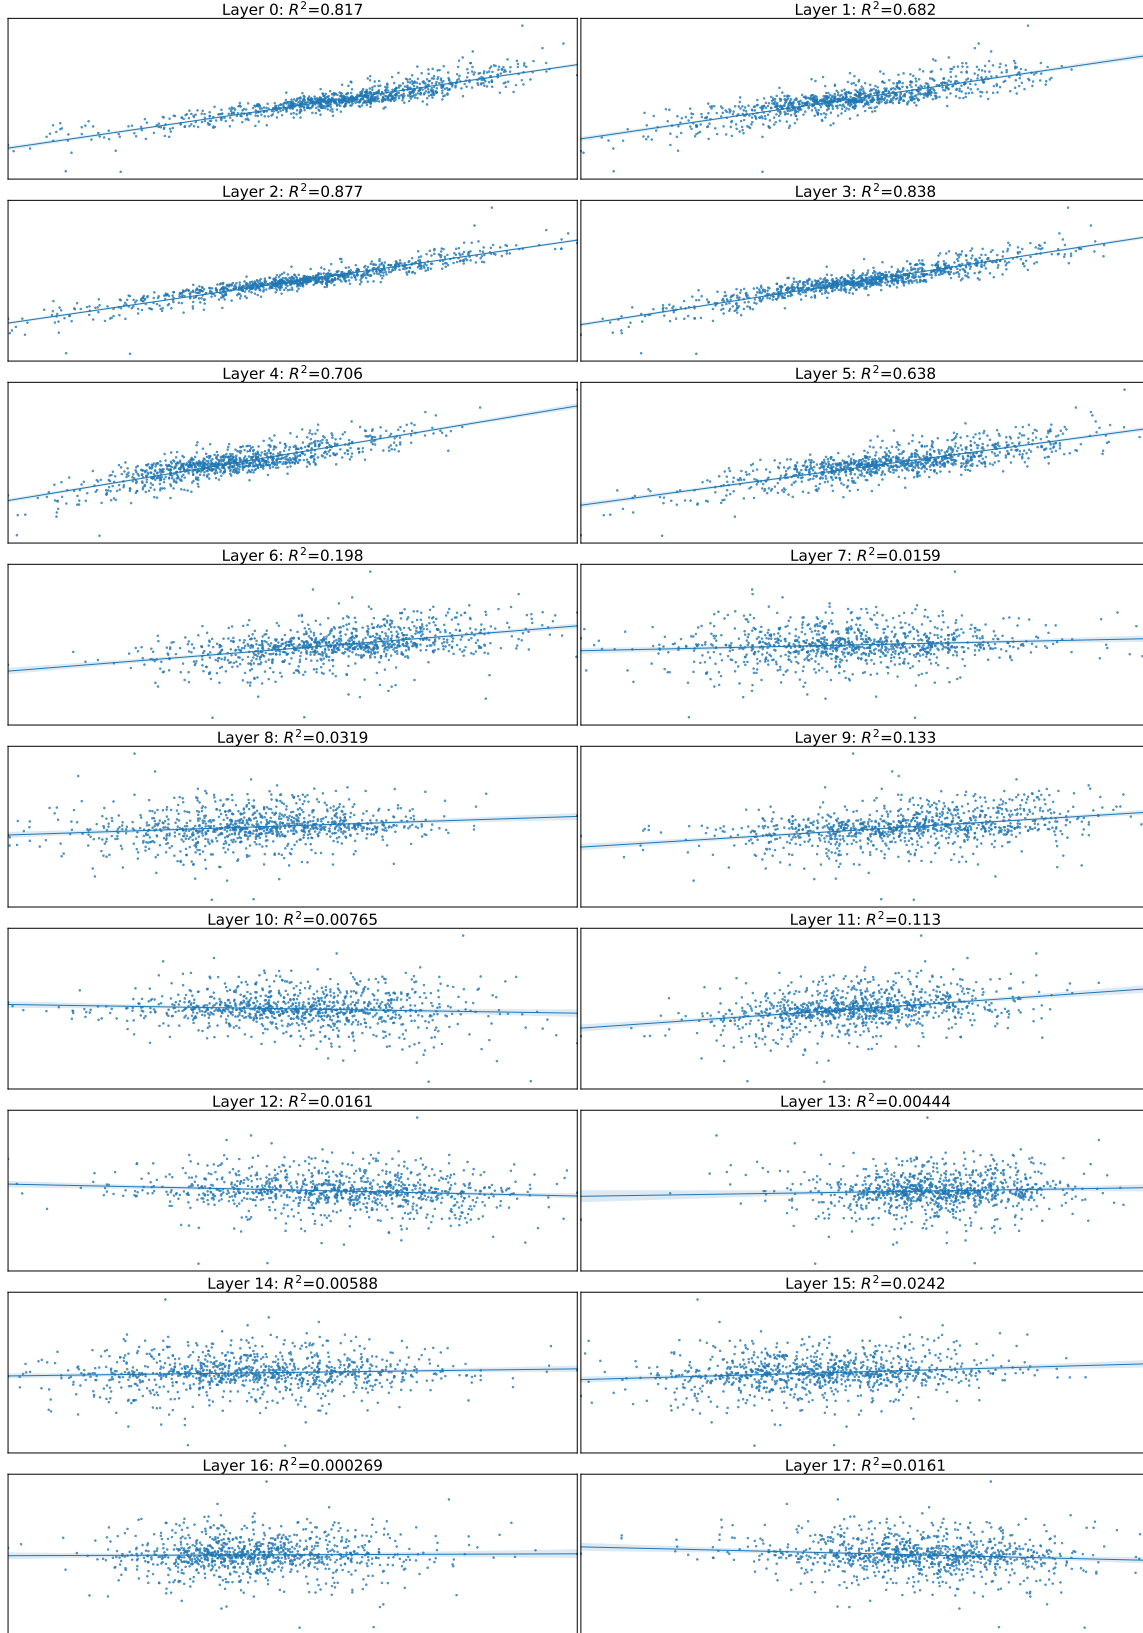 Layer 0: R²=0.817
Layer 1: R²=0.682
Layer 2: R²=0.877
Layer 3: R²=0.838
Layer 4: R²=0.706
Layer 5: R²=0.638
Layer 6: R²=0.198
Layer 7: R²=0.0159
Layer 8: R²=0.0319
Layer 9: R²=0.133
Layer 10: R²=0.00765
Layer 11: R²=0.113
Layer 12: R²=0.0161
Layer 13: R²=0.00444
Layer 14: R²=0.00588
Layer 15: R²=0.0242
Layer 16: R²=0.000269
Layer 17: R²=0.0161